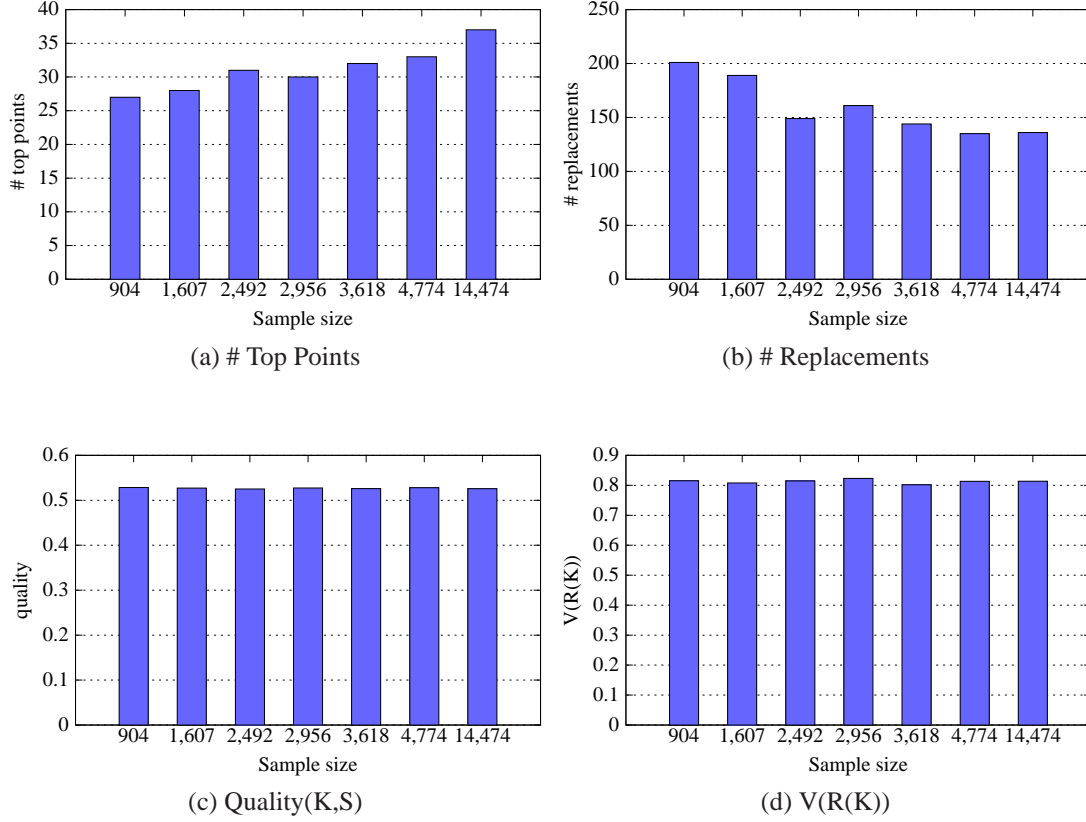 40
35
30
25
20
15
10
5
0
# top points
904 1,607 2,492 2,956 3,618 4,774 14,474
Sample size
(a) # Top Points
250
200
150
100
50
0
# replacements
904 1,607 2,492 2,956 3,618 4,774 14,474
Sample size
(b) # Replacements
0.6
0.5
0.4
0.3
0.2
0.1
0
quality
904 1,607 2,492 2,956 3,618 4,774 14,474
Sample size
(c) Quality(K,S)
0.9
0.8
0.7
0.6
0.5
0.4
0.3
0.2
0.1
0
V(R(K))
904 1,607 2,492 2,956 3,618 4,774 14,474
Sample size
(d) V(R(K))